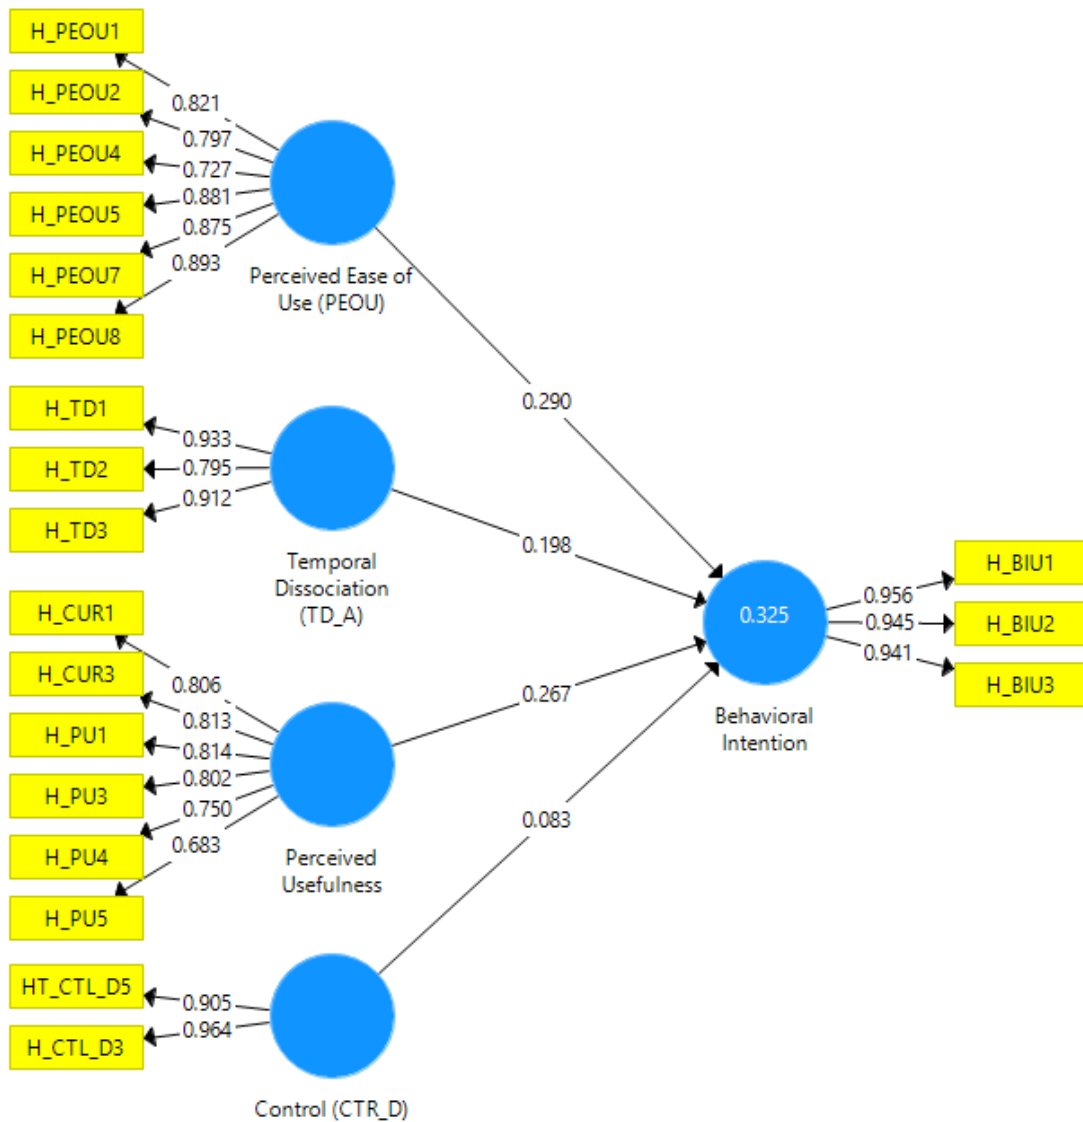 H_PEOU1
H_PEOU2
H_PEOU4
H_PEOU5
H_PEOU7
H_PEOU8
0.821
0.797
0.727
0.881
0.875
0.893
Perceived Ease of
Use (PEOU)
0.290
H_TD1
H_TD2
H_TD3
0.933
0.795
0.912
Temporal
Dissociation
(TD_A)
0.198
H_CUR1
H_CUR3
H_PU1
H_PU3
H_PU4
H_PU5
0.806
0.813
0.814
0.802
0.750
0.683
Perceived
Usefulness
0.267
HT_CTL_D5
H_CTL_D3
0.905
0.964
Control (CTR_D)
0.083
0.325
Behavioral
Intention
0.956
0.945
0.941
H_BIU1
H_BIU2
H_BIU3